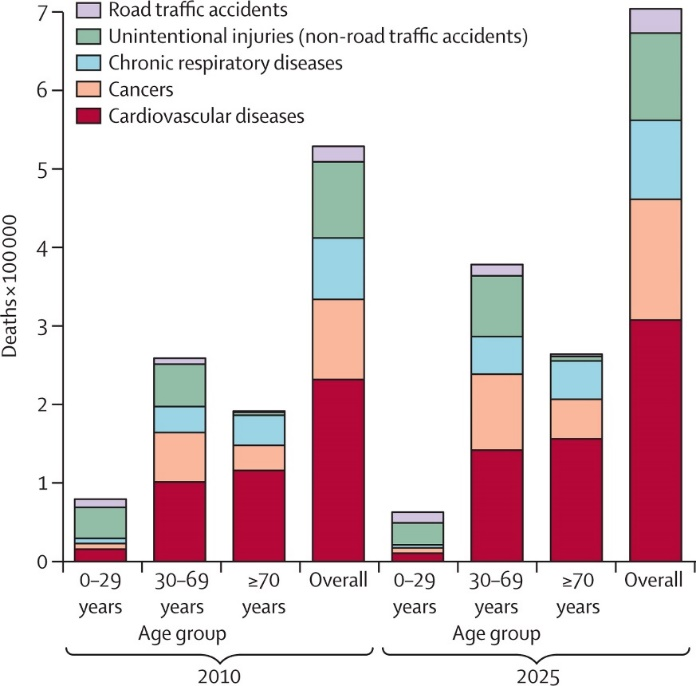 Road traffic accidents
Unintentional injuries (non-road traffic accidents)
Chronic respiratory diseases
Cancers
Cardiovascular diseases
Deaths×100 000
7
6
5
4
3
2
1
0
0–29 years
30–69 years
≥70 years
Overall
0–29 years
30–69 years
≥70 years
Overall
Age group
Age group
2010
2025